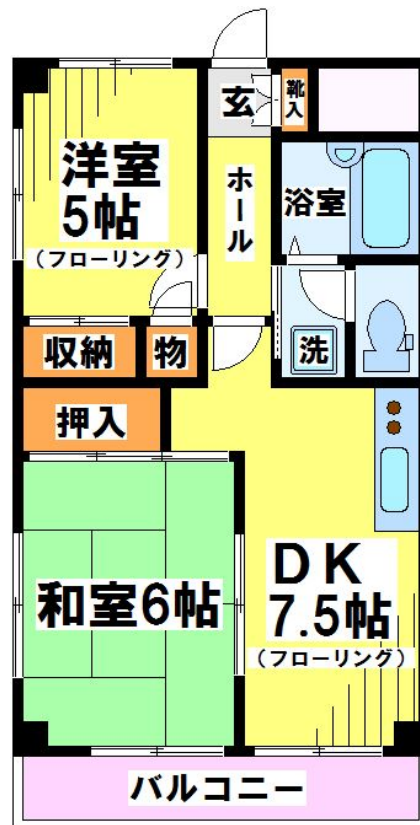 玄
靴入
洋室
5帖
(フローリング)
ホール
浴室
収納
物
洗
押入
和室6帖
DK
7.5帖
(フローリング)
バルコニー